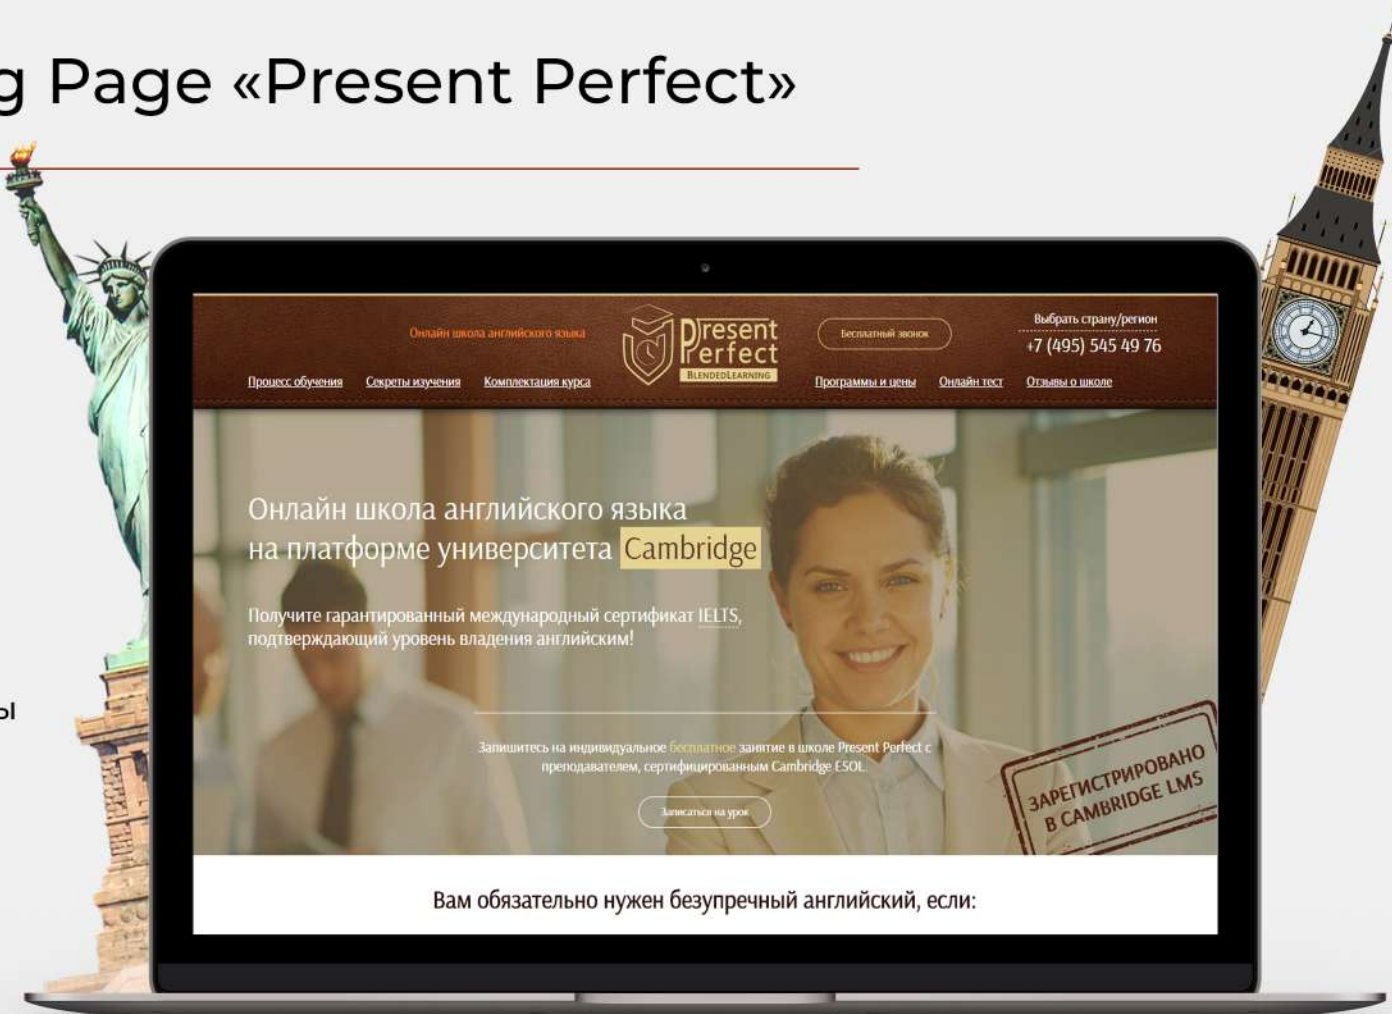 g Page «Present Perfect»
Онлайн школа английского языка
Present
Perfect
BLENDEDLEARNING
Бесплатный звонок
Выбрать страну/регион
+7 (495) 545 49 76
Процесс обучения Секреты изучения Комплектация курса
Программы и цены Онлайн тест Отзывы о школе
Онлайн школа английского языка
на платформе университета Cambridge
Получите гарантированный международный сертификат IELTS,
подтверждающий уровень владения английским!
ы
Запишитесь на индивидуальное бесплатное занятие в школе Present Perfect с
преподавателем, сертифицированным Cambridge ESOL.
Записаться на урок
ЗАРЕГИСТРИРОВАНО
В CAMBRIDGE LMS
Вам обязательно нужен безупречный английский, если: